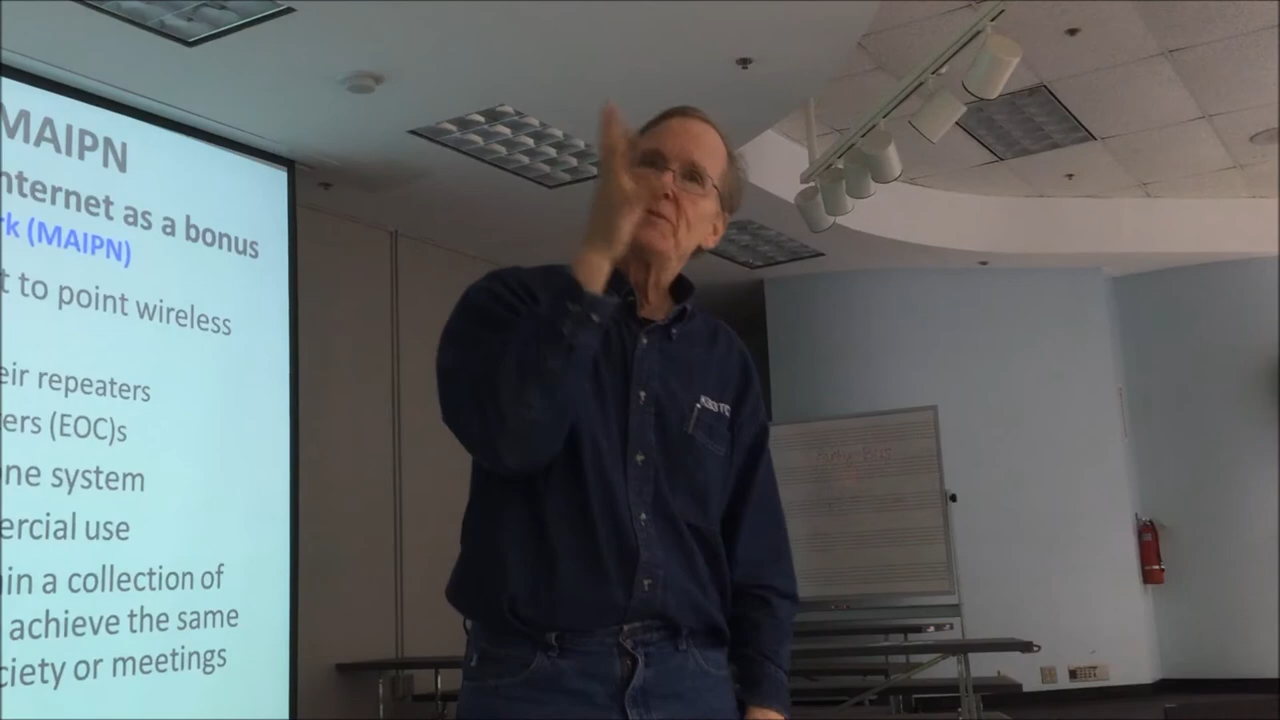 MAIPN
nternet as a bonus
rk (MAIPN)
t to point wireless
eir repeaters
ers (EOC)s
one system
ercial use
in a collection of
achieve the same
ciety or meetings